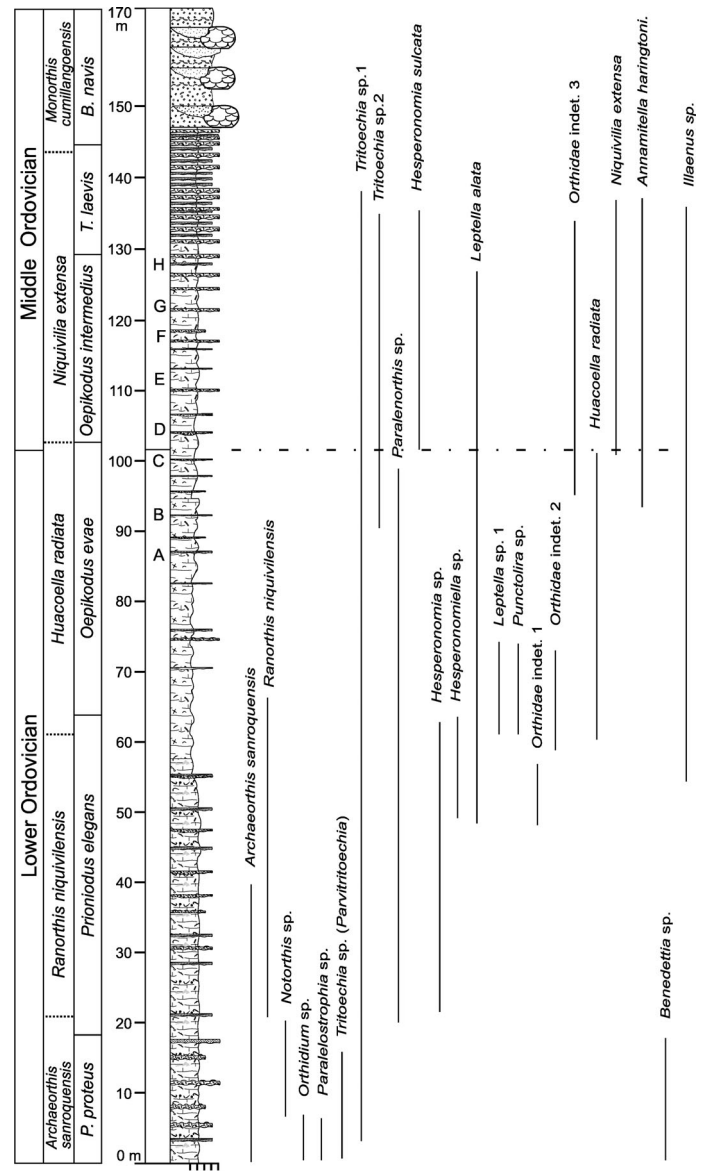 Middle Ordovician
Lower Ordovician
Monorthis
cumillangoensis
Niquivilia extensa
Huacoella radiata
Ranorthis niquivilensis
Archaeorthis
sanroquensis
B. navis
T. laevis
Oepikodus intermedius
Oepikodus evae
Prioniodus elegans
P. proteus
170
m
150
140
130
120
110
100
90
80
70
60
50
40
30
20
10
0 m
H
G
F
E
D
C
B
A
Archaeorthis sanroquensis
Ranorthis niquivilensis
Notorthis sp.
Orthidium sp.
Paralelostrophia sp.
Tritoechia sp. (Parvitritoechia)
Tritoechia sp.1
Tritoechia sp.2
Paralenorthis sp.
Hesperonomia sulcata
Hesperonomia sp.
Hesperonomiella sp.
Leptella alata
Leptella sp. 1
Punctolira sp.
Orthidae indet. 1
Orthidae indet. 2
Orthidae indet. 3
Huacoella radiata
Niquivilia extensa
Annamitella haringtoni.
Benedettia sp.
Illaenus sp.